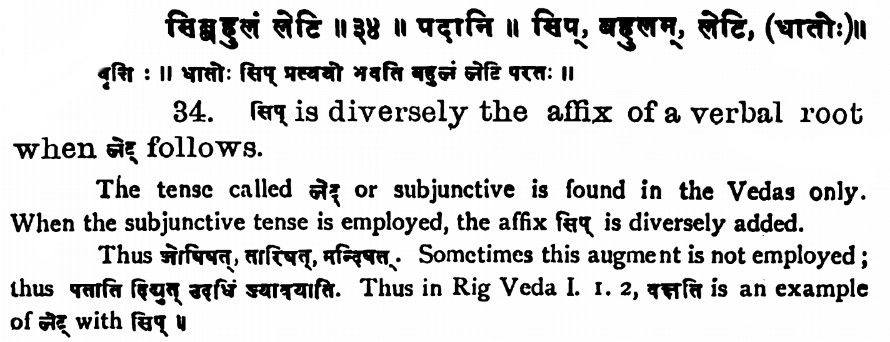 सिब्बहुलं लेटि ॥ ३४ ॥ पदानि ॥ सिप्, बहुलम्, लेटि, (धातोः)॥
वृत्तिः ॥ धातोः सिप् प्रत्ययो भवति बहुलं लेटि परतः ॥
34. सिप् is diversely the affix of a verbal root
when लेट् follows.
The tense called लेट् or subjunctive is found in the Vedas only.
When the subjunctive tense is employed, the affix सिप् is diversely added.
Thus जोषिषत्, तारिषत्, मन्दिषत्. Sometimes this augment is not employed;
thus पताति दिद्युत् उदधिं च्यावयाति. Thus in Rig Veda I. 1. 2, वक्षति is an example
of लेट् with सिप् ॥